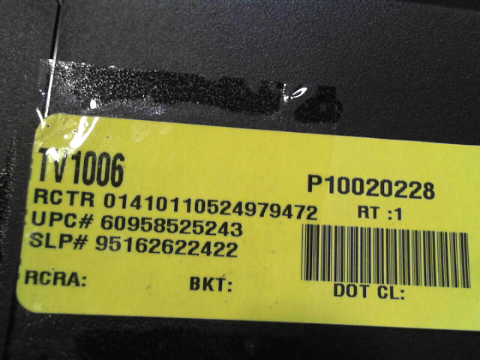 TV1006
P10020228
RCTR 01410110524979472 RT :1
UPC# 60958525243
SLP# 95162622422
RCRA: BKT: DOT CL: